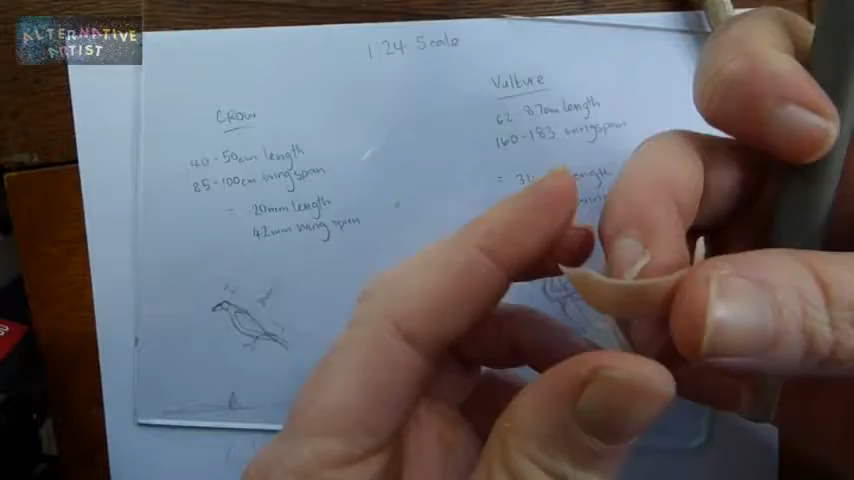 ALTERNATIVE
ARTIST
1:24 Scale
Crow
40-50cm length
85-100cm wingspan
= 20mm length
42mm wing span
Vulture
62-87cm length
160-183 wingspan
= length